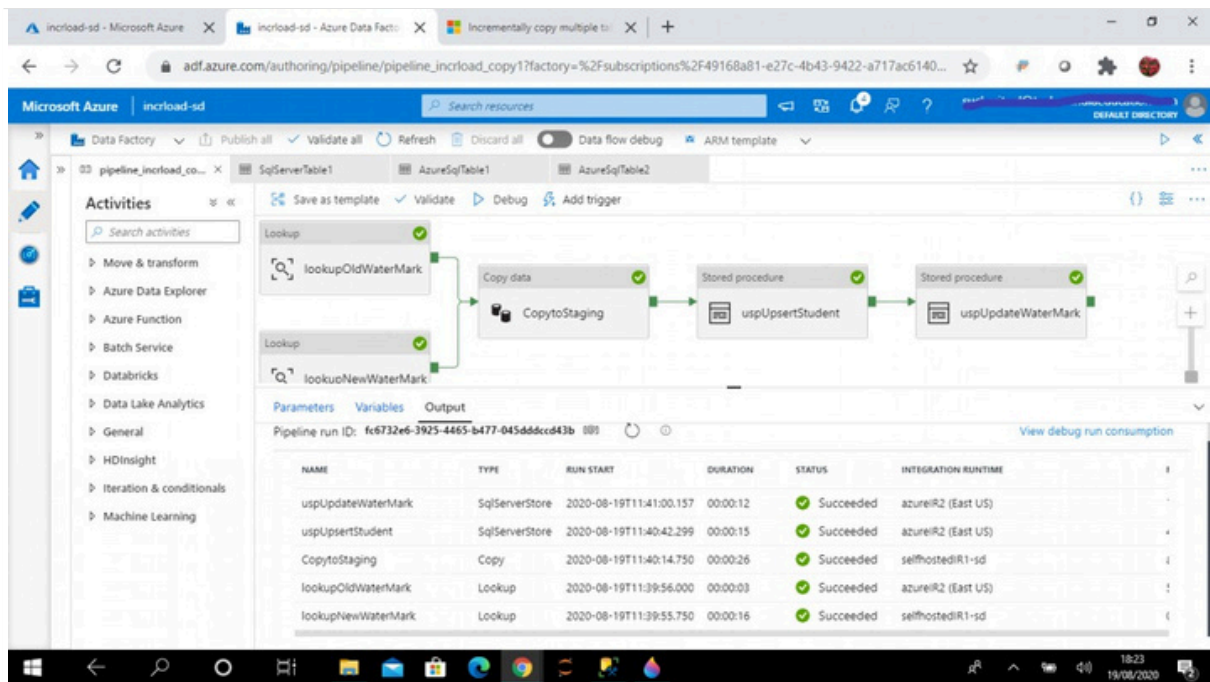 incrload-sd - Microsoft Azure
incrload-sd - Azure Data Facto
Incrementally copy multiple ta
adf.azure.com/authoring/pipeline/pipeline_incrload_copy1?factory=%2Fsubscriptions%2F49168a81-e27c-4b43-9422-a717ac6140...
Microsoft Azure incrload-sd Search resources 4 ?
DEFAULT DIRECTORY
Data Factory Publish all Validate all Refresh Discard all Data flow debug ARM template
pipeline_incrload_co... SqlServerTable1 AzureSqlTable1 AzureSqlTable2
Activities
Save as template Validate Debug Add trigger
Search activities
Move & transform
Azure Data Explorer
Azure Function
Batch Service
Databricks
Data Lake Analytics
General
HDInsight
Iteration & conditionals
Machine Learning
Lookup
lookupOldWaterMark
Lookup
lookupNewWaterMark
Copy data
CopytoStaging
Stored procedure
uspUpsertStudent
Stored procedure
uspUpdateWaterMark
Parameters Variables Output
Pipeline run ID: fc6732e6-3925-4465-b477-045dddccd43b
View debug run consumption
NAME TYPE RUN START DURATION STATUS INTEGRATION RUNTIME
uspUpdateWaterMark SqlServerStore 2020-08-19T11:41:00.157 00:00:12 Succeeded azureIR2 (East US)
uspUpsertStudent SqlServerStore 2020-08-19T11:40:42.299 00:00:15 Succeeded azureIR2 (East US)
CopytoStaging Copy 2020-08-19T11:40:14.750 00:00:26 Succeeded selfhostedIR1-sd
lookupOldWaterMark Lookup 2020-08-19T11:39:56.000 00:00:03 Succeeded azureIR2 (East US)
lookupNewWaterMark Lookup 2020-08-19T11:39:55.750 00:00:16 Succeeded selfhostedIR1-sd
18:23
19/08/2020